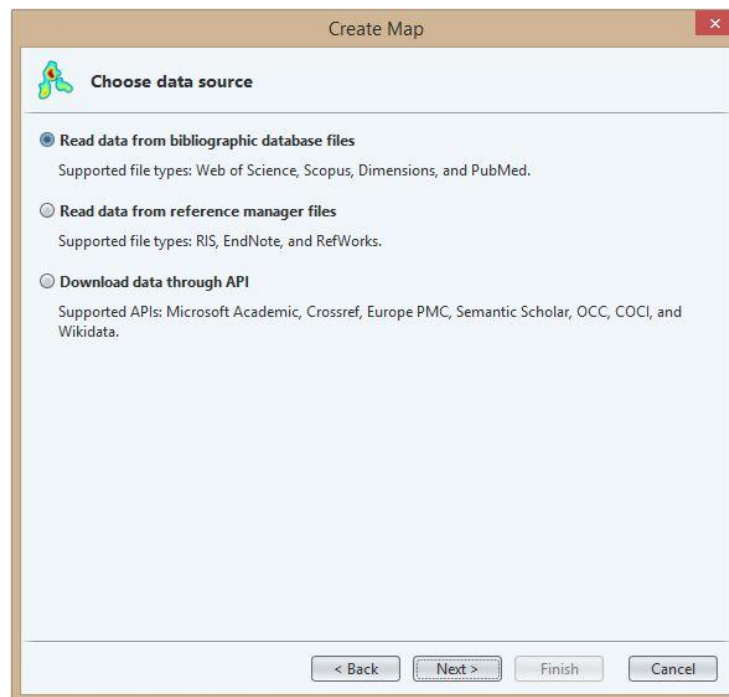 Create Map
Choose data source
Read data from bibliographic database files
Supported file types: Web of Science, Scopus, Dimensions, and PubMed.
Read data from reference manager files
Supported file types: RIS, EndNote, and RefWorks.
Download data through API
Supported APIs: Microsoft Academic, Crossref, Europe PMC, Semantic Scholar, OCC, COCI, and
Wikidata.
< Back Next > Finish Cancel